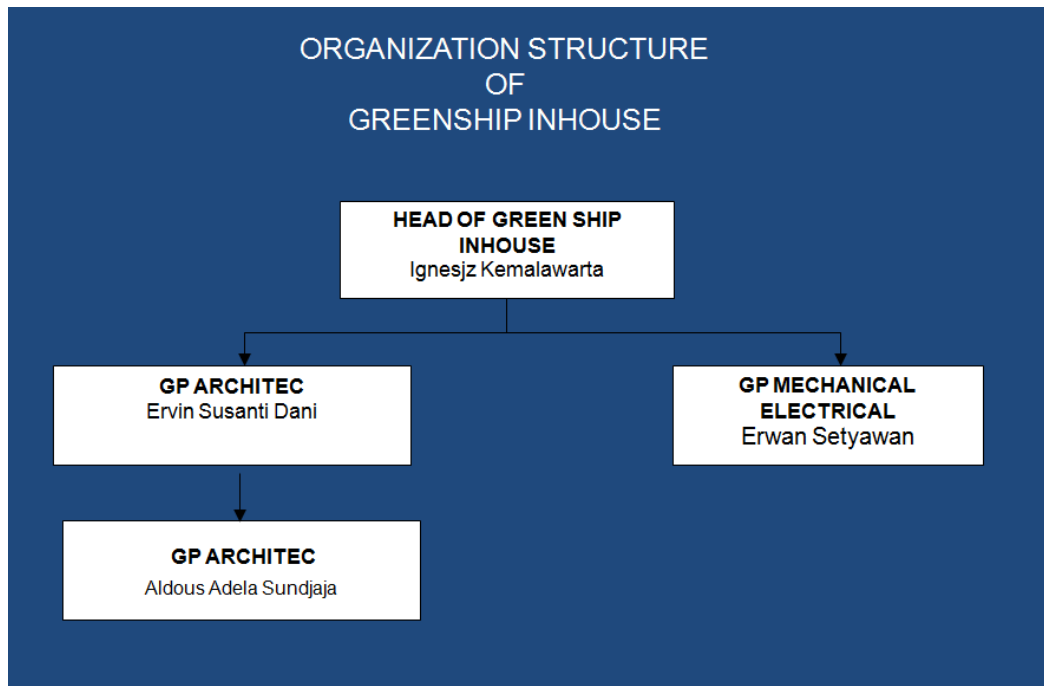 ORGANIZATION STRUCTURE
OF
GREENSHIP INHOUSE
HEAD OF GREEN SHIP
INHOUSE
Ignesjz Kemalawarta
GP ARCHITEC
Ervin Susanti Dani
GP MECHANICAL
ELECTRICAL
Erwan Setyawan
GP ARCHITEC
Aldous Adela Sundjaja